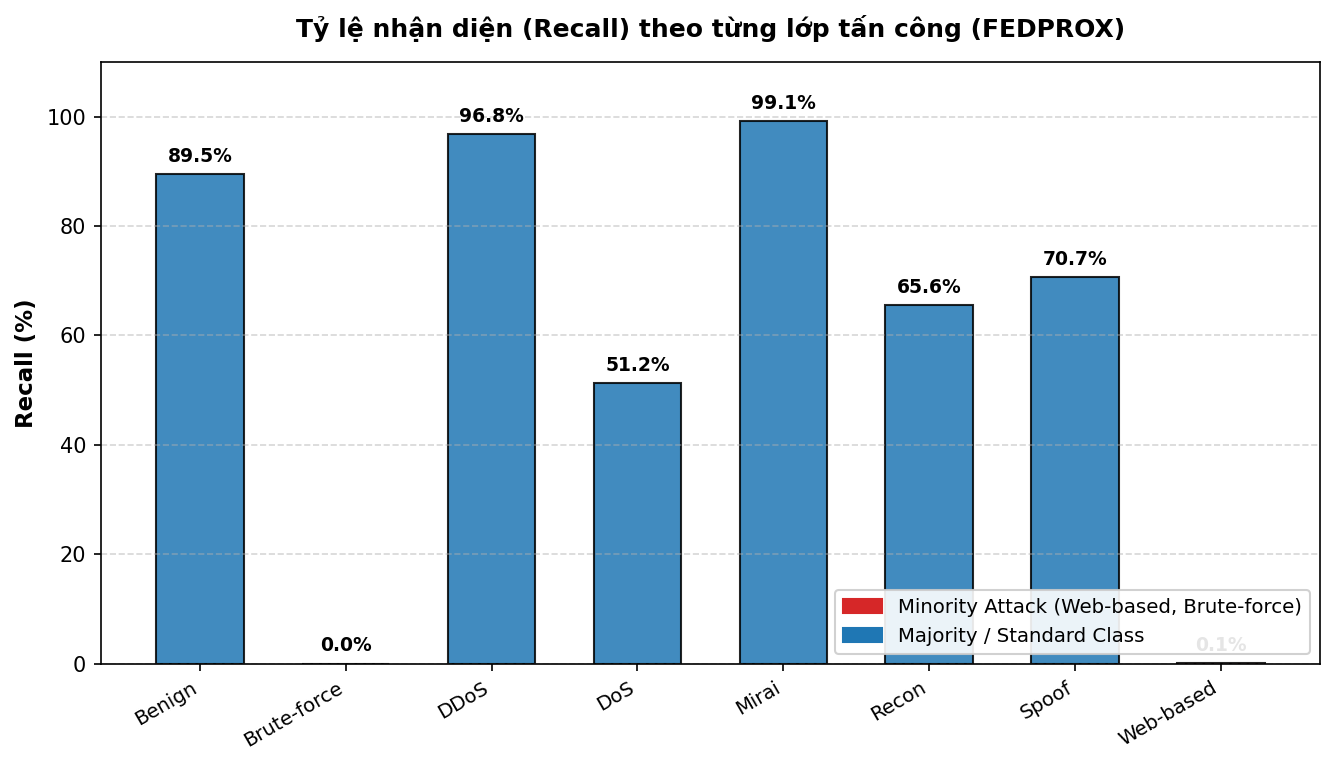 Tỷ lệ nhận diện (Recall) theo từng lớp tấn công (FEDPROX)
Recall (%)
100
80
60
40
20
0
89.5%
0.0%
96.8%
51.2%
99.1%
65.6%
70.7%
0.1%
Minority Attack (Web-based, Brute-force)
Majority / Standard Class
Benign
Brute-force
DDoS
DoS
Mirai
Recon
Spoof
Web-based